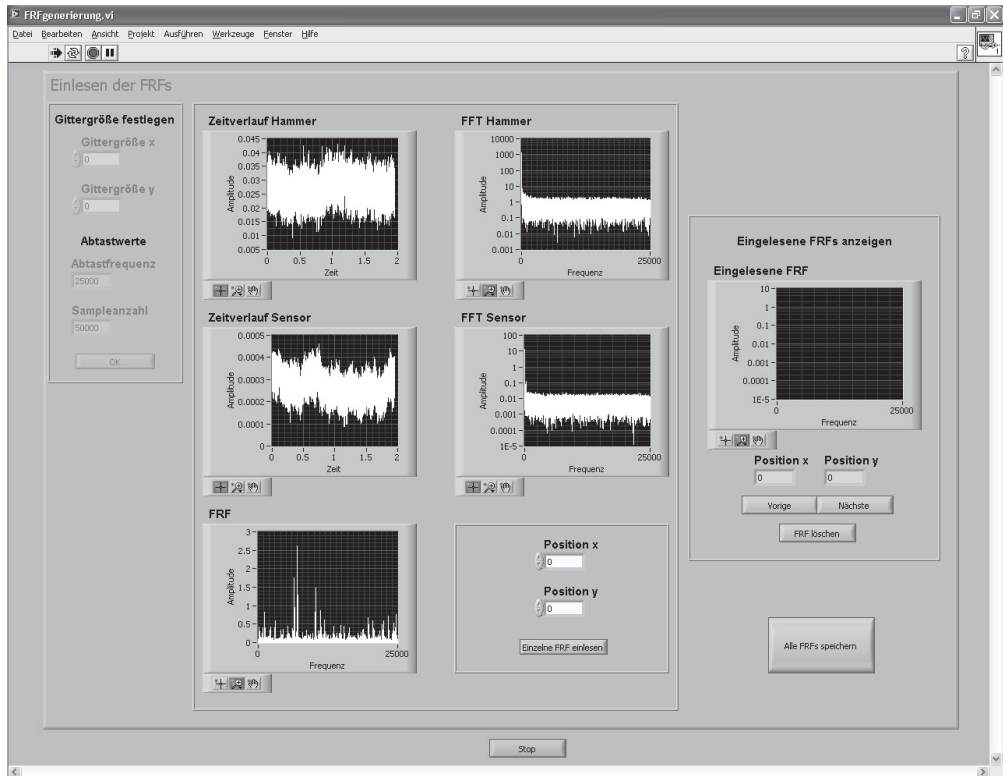 FRFgenerierung.vi
Datei Bearbeiten Ansicht Projekt Ausführen Werkzeuge Fenster Hilfe
Einlesen der FRFs
Gittergröße festlegen
Gittergröße x
0
Gittergröße y
0
Abtastwerte
Abtastfrequenz
25000
Sampleanzahl
50000
OK
Zeitverlauf Hammer
Amplitude
0.045
0.04
0.035
0.03
0.025
0.02
0.015
0.01
0.005
0 0.5 1 1.5 2
Zeit
FFT Hammer
Amplitude
10000
1000
100
10
1
0.1
0.01
0.001
0 25000
Frequenz
Zeitverlauf Sensor
Amplitude
0.0005
0.0004
0.0003
0.0002
0.0001
0
0 0.5 1 1.5 2
Zeit
FFT Sensor
Amplitude
100
10
1
0.1
0.01
0.001
0.0001
1E-5
0 25000
Frequenz
FRF
Amplitude
3
2.5
2
1.5
1
0.5
0
0 25000
Frequenz
Position x
0
Position y
0
Einzelne FRF einlesen
Eingelesene FRFs anzeigen
Eingelesene FRF
Amplitude
10
1
0.1
0.01
0.001
0.0001
1E-5
0 25000
Frequenz
Position x Position y
0 0
Vorige Nächste
FRF löschen
Alle FRFs speichern
Stop